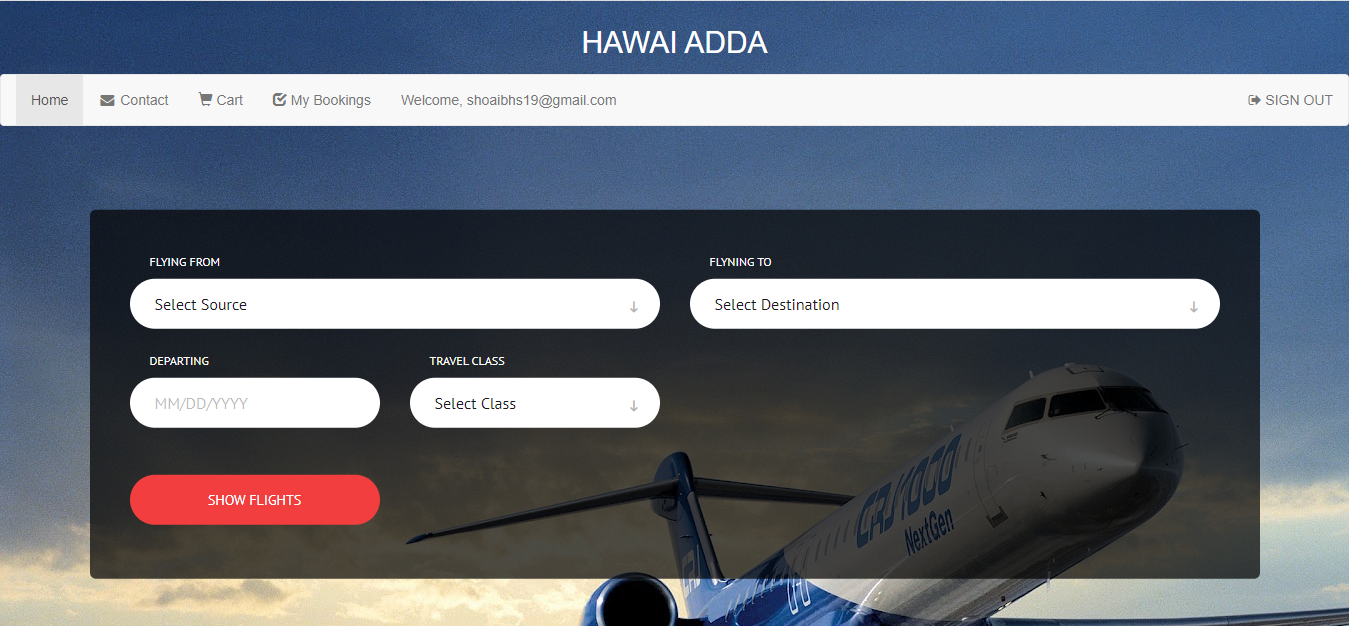 HAWAI ADDA
Home Contact Cart My Bookings Welcome, shoaibhs19@gmail.com SIGN OUT
FLYING FROM FLYNING TO
Select Source ↓ Select Destination ↓
DEPARTING TRAVEL CLASS
MM/DD/YYYY Select Class ↓
SHOW FLIGHTS
CRJ1000
NextGen